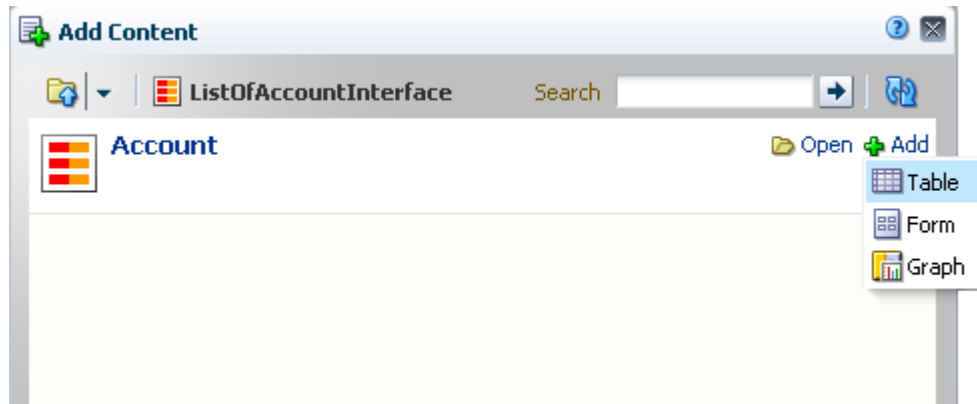 Add Content
ListOfAccountInterface Search
Account Open Add
Table
Form
Graph